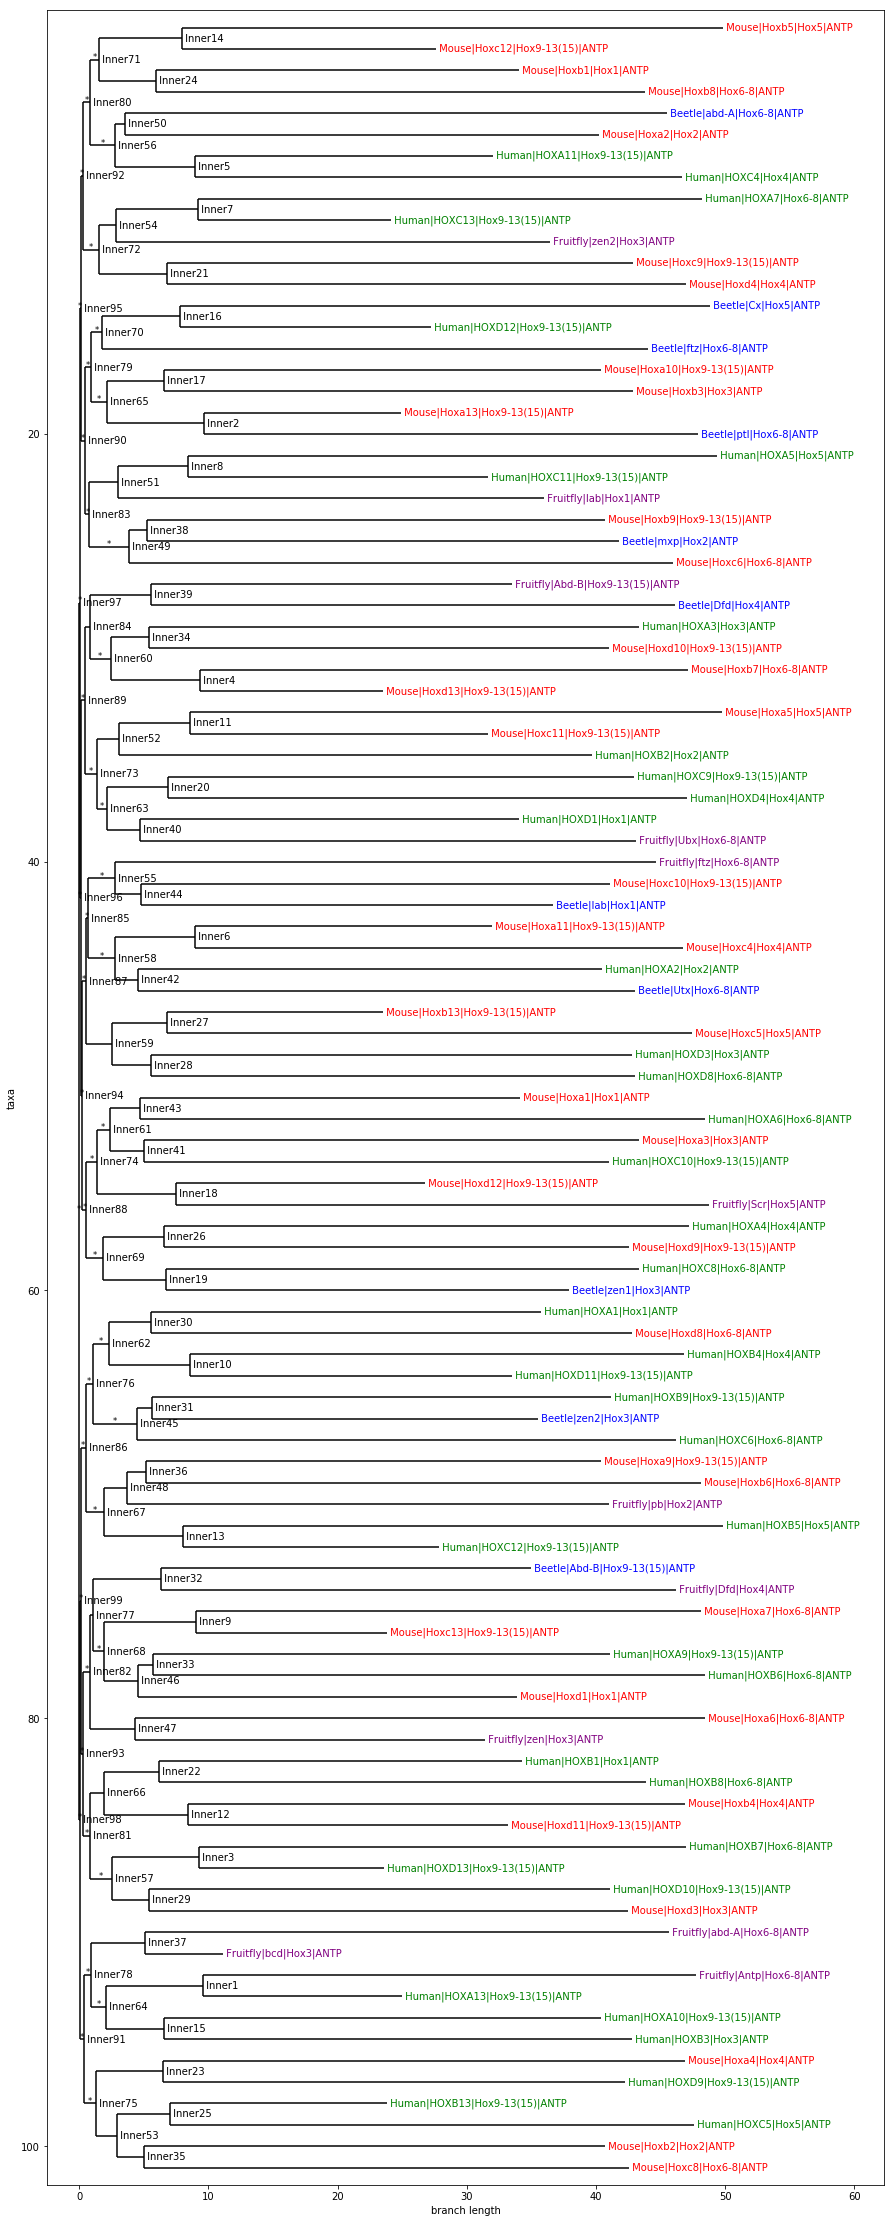 Mouse|Hoxb5|Hox5|ANTP
Inner14
Mouse|Hoxc12|Hox9-13(15)|ANTP
* Inner71
Mouse|Hoxb1|Hox1|ANTP
Inner24
Mouse|Hoxb8|Hox6-8|ANTP
* Inner80
Beetle|abd-A|Hox6-8|ANTP
Inner50
Mouse|Hoxa2|Hox2|ANTP
* Inner56
Human|HOXA11|Hox9-13(15)|ANTP
Inner5
* Inner92
Human|HOXC4|Hox4|ANTP
Human|HOXA7|Hox6-8|ANTP
Inner7
Human|HOXC13|Hox9-13(15)|ANTP
Inner54
Fruitfly|zen2|Hox3|ANTP
* Inner72
Mouse|Hoxc9|Hox9-13(15)|ANTP
Inner21
Mouse|Hoxd4|Hox4|ANTP
* Inner95
Beetle|Cx|Hox5|ANTP
Inner16
Human|HOXD12|Hox9-13(15)|ANTP
* Inner70
Beetle|ftz|Hox6-8|ANTP
* Inner79
Mouse|Hoxa10|Hox9-13(15)|ANTP
Inner17
Mouse|Hoxb3|Hox3|ANTP
* Inner65
Mouse|Hoxa13|Hox9-13(15)|ANTP
Inner2
20
Beetle|ptl|Hox6-8|ANTP
* Inner90
Human|HOXA5|Hox5|ANTP
Inner8
Human|HOXC11|Hox9-13(15)|ANTP
Inner51
Fruitfly|lab|Hox1|ANTP
* Inner83
Mouse|Hoxb9|Hox9-13(15)|ANTP
Inner38
Beetle|mxp|Hox2|ANTP
* Inner49
Mouse|Hoxc6|Hox6-8|ANTP
Fruitfly|Abd-B|Hox9-13(15)|ANTP
Inner39
* Inner97
Beetle|Dfd|Hox4|ANTP
Inner84
Human|HOXA3|Hox3|ANTP
Inner34
Mouse|Hoxd10|Hox9-13(15)|ANTP
* Inner60
Mouse|Hoxb7|Hox6-8|ANTP
Inner4
Mouse|Hoxd13|Hox9-13(15)|ANTP
* Inner89
Mouse|Hoxa5|Hox5|ANTP
Inner11
Mouse|Hoxc11|Hox9-13(15)|ANTP
Inner52
Human|HOXB2|Hox2|ANTP
* Inner73
Human|HOXC9|Hox9-13(15)|ANTP
Inner20
Human|HOXD4|Hox4|ANTP
* Inner63
Human|HOXD1|Hox1|ANTP
Inner40
Fruitfly|Ubx|Hox6-8|ANTP
40
Fruitfly|ftz|Hox6-8|ANTP
* Inner55
Mouse|Hoxc10|Hox9-13(15)|ANTP
Inner44
Inner96
Beetle|lab|Hox1|ANTP
* Inner85
Mouse|Hoxa11|Hox9-13(15)|ANTP
Inner6
Mouse|Hoxc4|Hox4|ANTP
* Inner58
Human|HOXA2|Hox2|ANTP
Inner42
* Inner87
Beetle|Utx|Hox6-8|ANTP
Mouse|Hoxb13|Hox9-13(15)|ANTP
Inner27
Mouse|Hoxc5|Hox5|ANTP
Inner59
Human|HOXD3|Hox3|ANTP
Inner28
Human|HOXD8|Hox6-8|ANTP
Inner94
Mouse|Hoxa1|Hox1|ANTP
Inner43
taxa
Human|HOXA6|Hox6-8|ANTP
* Inner61
Mouse|Hoxa3|Hox3|ANTP
Inner41
Human|HOXC10|Hox9-13(15)|ANTP
* Inner74
Mouse|Hoxd12|Hox9-13(15)|ANTP
Inner18
Fruitfly|Scr|Hox5|ANTP
* * Inner88
Human|HOXA4|Hox4|ANTP
Inner26
Mouse|Hoxd9|Hox9-13(15)|ANTP
* Inner69
Human|HOXC8|Hox6-8|ANTP
Inner19
60
Beetle|zen1|Hox3|ANTP
Human|HOXA1|Hox1|ANTP
Inner30
Mouse|Hoxd8|Hox6-8|ANTP
* Inner62
Human|HOXB4|Hox4|ANTP
Inner10
Human|HOXD11|Hox9-13(15)|ANTP
* Inner76
Human|HOXB9|Hox9-13(15)|ANTP
Inner31
Beetle|zen2|Hox3|ANTP
* Inner45
Human|HOXC6|Hox6-8|ANTP
* Inner86
Mouse|Hoxa9|Hox9-13(15)|ANTP
Inner36
Mouse|Hoxb6|Hox6-8|ANTP
Inner48
Fruitfly|pb|Hox2|ANTP
* Inner67
Human|HOXB5|Hox5|ANTP
Inner13
Human|HOXC12|Hox9-13(15)|ANTP
Beetle|Abd-B|Hox9-13(15)|ANTP
Inner32
Fruitfly|Dfd|Hox4|ANTP
* Inner99
Mouse|Hoxa7|Hox6-8|ANTP
Inner77
Inner9
Mouse|Hoxc13|Hox9-13(15)|ANTP
* Inner68
Human|HOXA9|Hox9-13(15)|ANTP
Inner33
* Inner82
Human|HOXB6|Hox6-8|ANTP
Inner46
Mouse|Hoxd1|Hox1|ANTP
80
Mouse|Hoxa6|Hox6-8|ANTP
Inner47
Fruitfly|zen|Hox3|ANTP
* Inner93
Human|HOXB1|Hox1|ANTP
Inner22
Human|HOXB8|Hox6-8|ANTP
Inner66
Mouse|Hoxb4|Hox4|ANTP
Inner12
* Inner98
Mouse|Hoxd11|Hox9-13(15)|ANTP
* Inner81
Human|HOXB7|Hox6-8|ANTP
Inner3
Human|HOXD13|Hox9-13(15)|ANTP
* Inner57
Human|HOXD10|Hox9-13(15)|ANTP
Inner29
Mouse|Hoxd3|Hox3|ANTP
Fruitfly|abd-A|Hox6-8|ANTP
Inner37
Fruitfly|bcd|Hox3|ANTP
* Inner78
Fruitfly|Antp|Hox6-8|ANTP
Inner1
Human|HOXA13|Hox9-13(15)|ANTP
* Inner64
Human|HOXA10|Hox9-13(15)|ANTP
Inner15
* Inner91
Human|HOXB3|Hox3|ANTP
Mouse|Hoxa4|Hox4|ANTP
Inner23
Human|HOXD9|Hox9-13(15)|ANTP
* Inner75
Human|HOXB13|Hox9-13(15)|ANTP
Inner25
Human|HOXC5|Hox5|ANTP
Inner53
100
Mouse|Hoxb2|Hox2|ANTP
Inner35
Mouse|Hoxc8|Hox6-8|ANTP
0 10 20 30 40 50 60
branch length